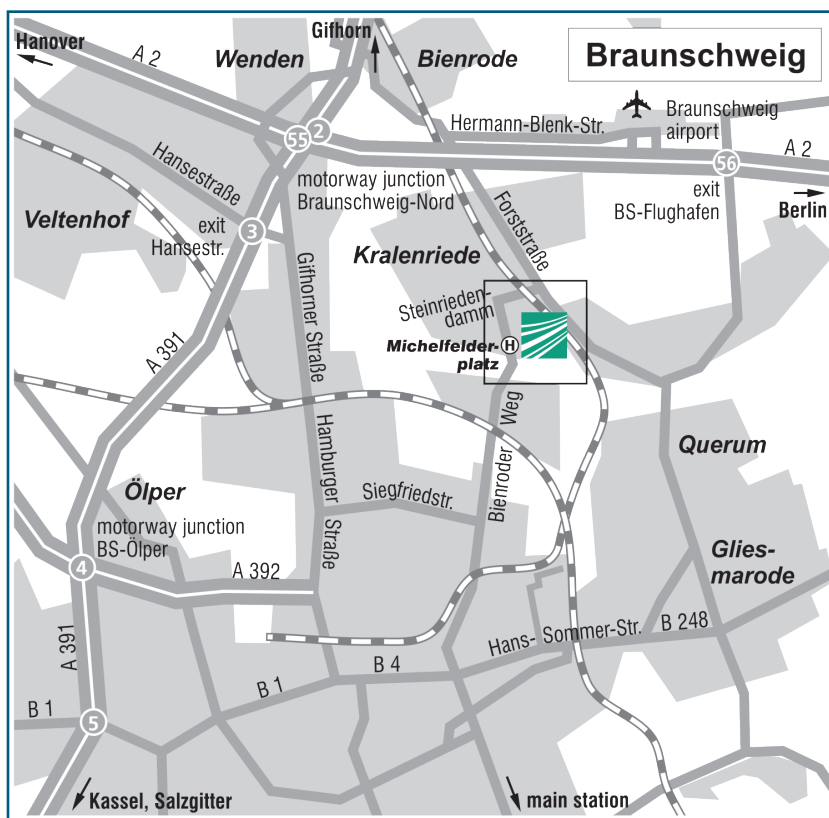 Gifhorn
Hanover
A 2
Wenden
Bienrode
Braunschweig
Braunschweig
airport
Hermann-Blenk-Str.
55
2
A 2
56
Hansestraße
motorway junction
Braunschweig-Nord
exit
BS-Flughafen
Berlin
Veltenhof
exit
Hansestr.
3
Forststraße
Kralenriede
Gifhorner Straße
Steinrieden-
damm
Michelfelder-
platz
H
A 391
Weg
Bienroder
Hamburger
Straße
Querum
Ölper
Siegfriedstr.
motorway junction
BS-Ölper
Glies-
marode
4
A 392
A 391
Hans- Sommer-Str.
B 248
B 4
B 1
B 1
5
Kassel, Salzgitter
main station